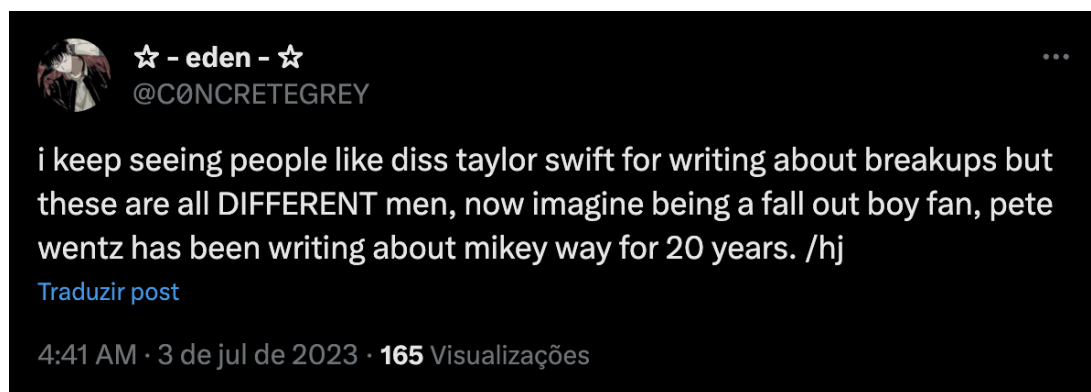 ☆ - eden - ☆
@C0NCRETEGREY
i keep seeing people like diss taylor swift for writing about breakups but
these are all DIFFERENT men, now imagine being a fall out boy fan, pete
wentz has been writing about mikey way for 20 years. /hj
Traduzir post
4:41 AM · 3 de jul de 2023 · 165 Visualizações